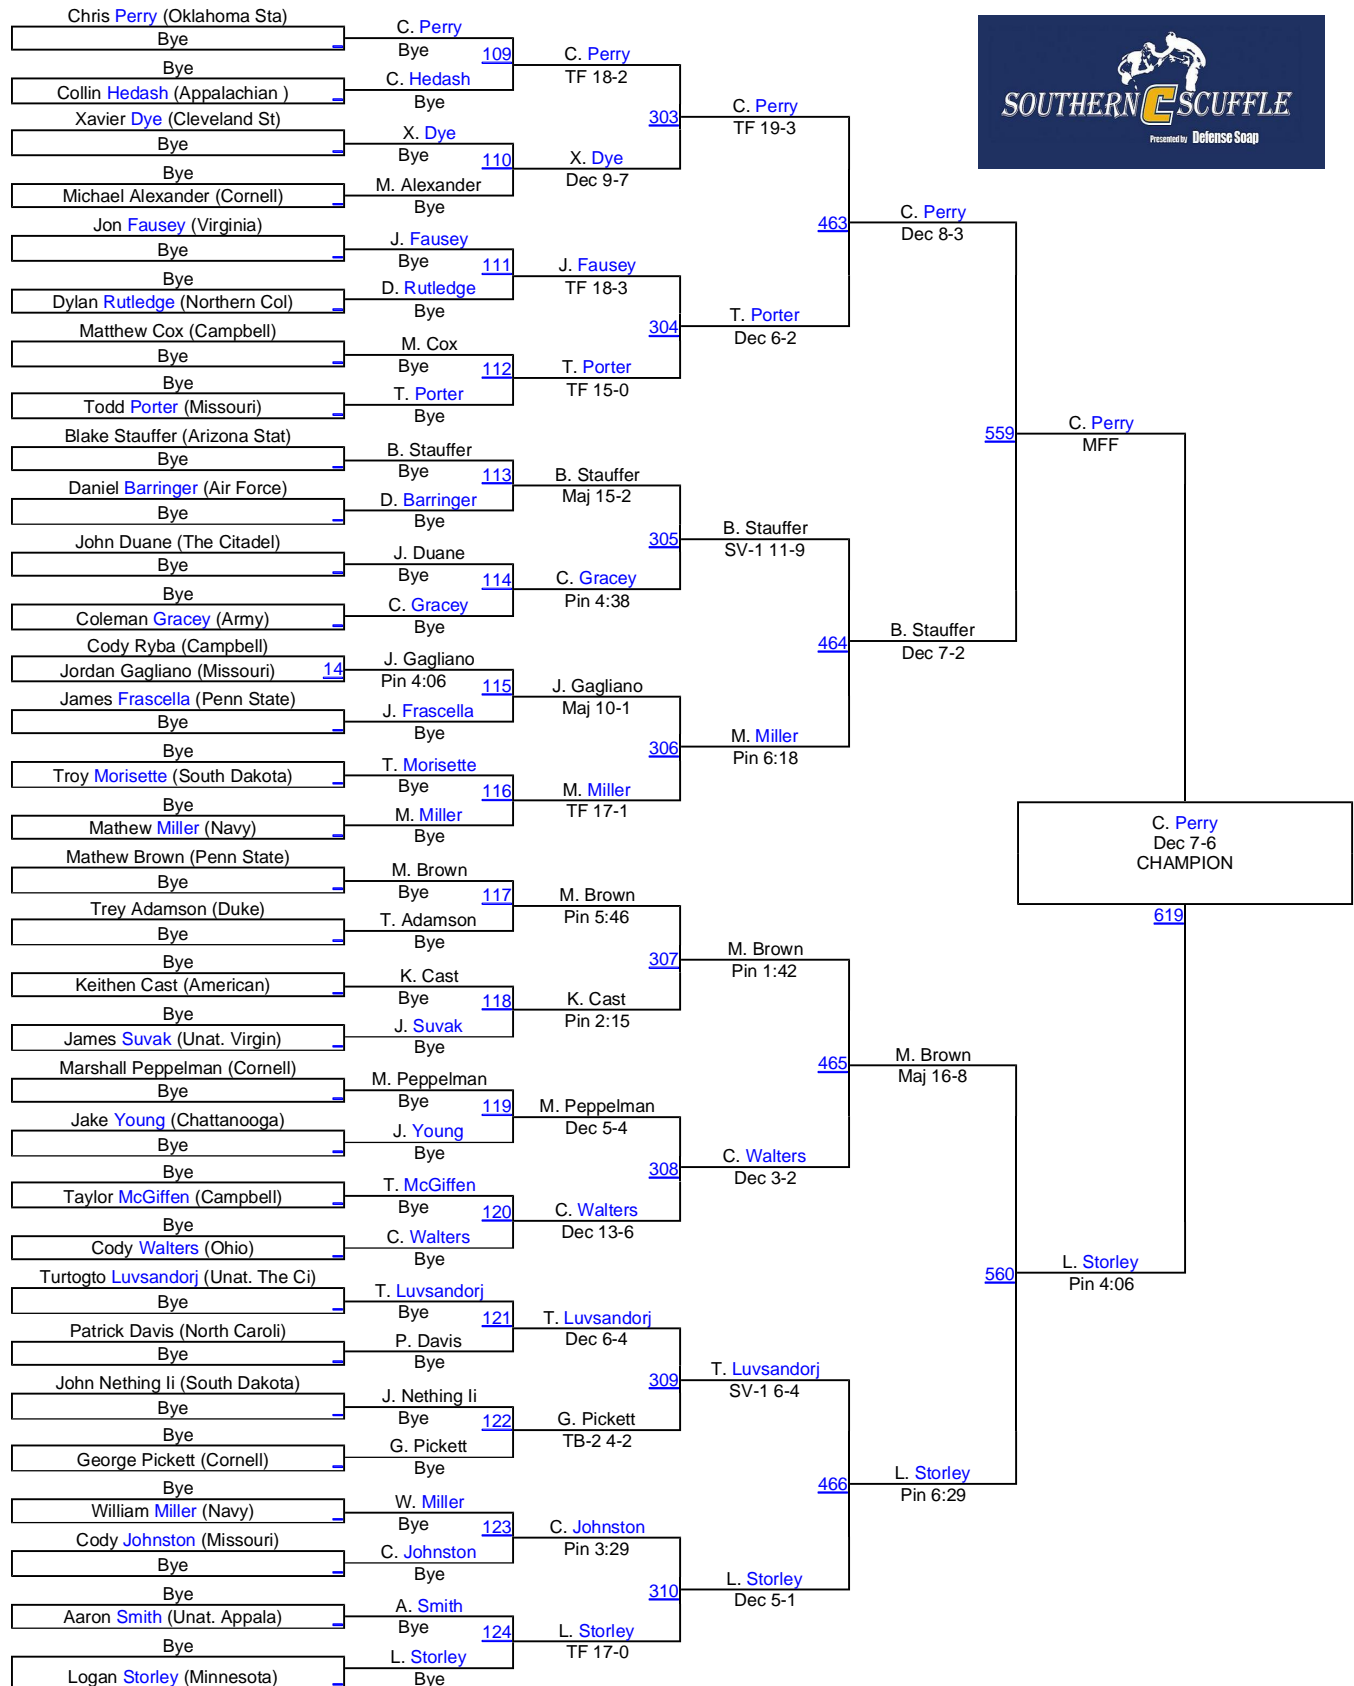 Chris Perry (Oklahoma Sta)
Bye
Bye
Collin Hedash (Appalachian )
Xavier Dye (Cleveland St)
Bye
Bye
Michael Alexander (Cornell)
Jon Fausey (Virginia)
Bye
Bye
Dylan Rutledge (Northern Col)
Matthew Cox (Campbell)
Bye
Bye
Todd Porter (Missouri)
Blake Stauffer (Arizona Stat)
Bye
Daniel Barringer (Air Force)
Bye
John Duane (The Citadel)
Bye
Bye
Coleman Gracey (Army)
Cody Ryba (Campbell)
Jordan Gagliano (Missouri) 14
James Frascella (Penn State)
Bye
Bye
Troy Morisette (South Dakota)
Bye
Mathew Miller (Navy)
Mathew Brown (Penn State)
Bye
Trey Adamson (Duke)
Bye
Bye
Keithen Cast (American)
Bye
James Suvak (Unat. Virgin)
Marshall Peppelman (Cornell)
Bye
Jake Young (Chattanooga)
Bye
Bye
Taylor McGiffen (Campbell)
Bye
Cody Walters (Ohio)
Turtogto Luvsandorj (Unat. The Ci)
Bye
Patrick Davis (North Caroli)
Bye
John Nething Ii (South Dakota)
Bye
Bye
George Pickett (Cornell)
Bye
William Miller (Navy)
Cody Johnston (Missouri)
Bye
Bye
Aaron Smith (Unat. Appala)
Bye
Logan Storley (Minnesota)
C. Perry
Bye
109
C. Hedash
Bye
X. Dye
Bye
110
M. Alexander
Bye
J. Fausey
Bye
111
D. Rutledge
Bye
M. Cox
Bye
112
T. Porter
Bye
B. Stauffer
Bye
113
D. Barringer
Bye
J. Duane
Bye
114
C. Gracey
Bye
J. Gagliano
Pin 4:06
115
J. Frascella
Bye
T. Morisette
Bye
116
M. Miller
Bye
M. Brown
Bye
117
T. Adamson
Bye
K. Cast
Bye
118
J. Suvak
Bye
M. Peppelman
Bye
119
J. Young
Bye
T. McGiffen
Bye
120
C. Walters
Bye
T. Luvsandorj
Bye
121
P. Davis
Bye
J. Nething Ii
Bye
122
G. Pickett
Bye
W. Miller
Bye
123
C. Johnston
Bye
A. Smith
Bye
124
L. Storley
Bye
C. Perry
TF 18-2
303
X. Dye
Dec 9-7
J. Fausey
TF 18-3
304
T. Porter
TF 15-0
B. Stauffer
Maj 15-2
305
C. Gracey
Pin 4:38
J. Gagliano
Maj 10-1
306
M. Miller
TF 17-1
M. Brown
Pin 5:46
307
K. Cast
Pin 2:15
M. Peppelman
Dec 5-4
308
C. Walters
Dec 13-6
T. Luvsandorj
Dec 6-4
309
G. Pickett
TB-2 4-2
C. Johnston
Pin 3:29
310
L. Storley
TF 17-0
C. Perry
TF 19-3
463
T. Porter
Dec 6-2
B. Stauffer
SV-1 11-9
464
M. Miller
Pin 6:18
M. Brown
Pin 1:42
465
C. Walters
Dec 3-2
T. Luvsandorj
SV-1 6-4
466
L. Storley
Dec 5-1
C. Perry
Dec 8-3
559
B. Stauffer
Dec 7-2
M. Brown
Maj 16-8
560
L. Storley
Pin 6:29
C. Perry
MFF
L. Storley
Pin 4:06
C. Perry
Dec 7-6
CHAMPION
619
SOUTHERN C SCUFFLE
Presented by Defense Soap